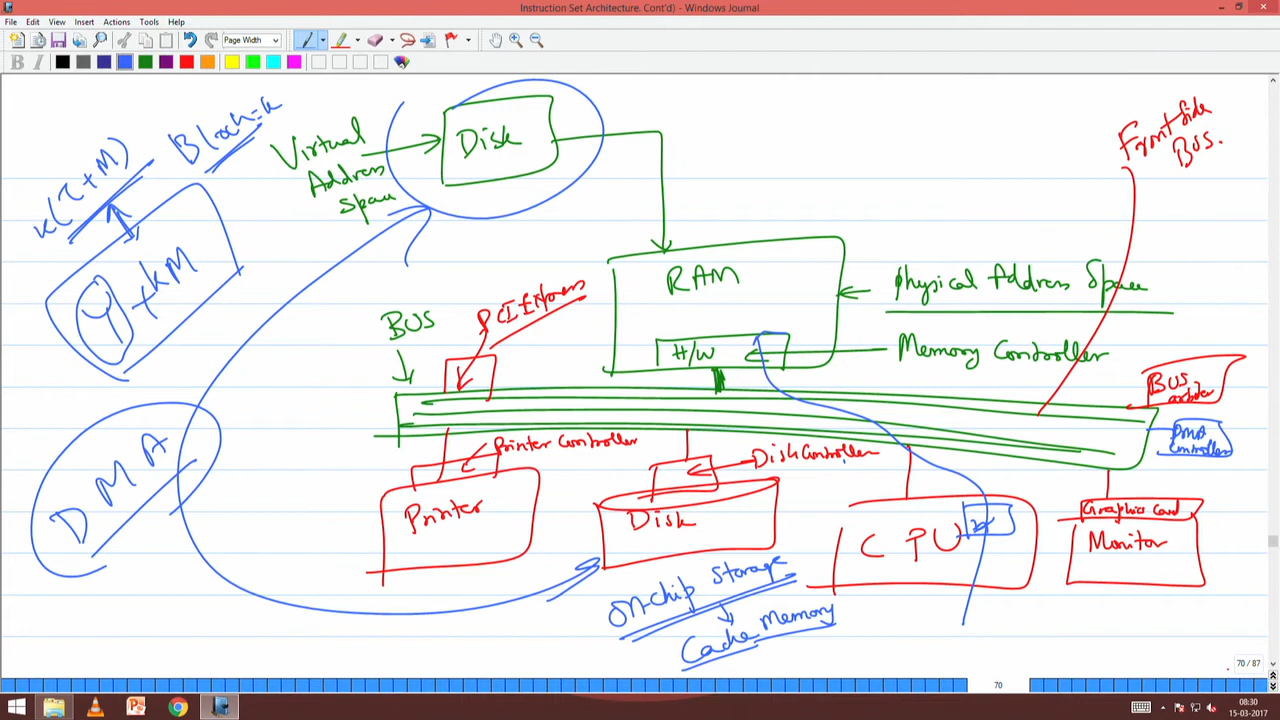 Instruction Set Architecture. Cont'd) - Windows Journal
File Edit View Insert Actions Tools Help
Page Width
B I
Virtual
Address
Space
Disk
Block=k
k(τ+M)
+kM
Front Side
BUS.
RAM
Physical Address Space
H/W
Memory Controller
BUS
PCI Express
BUS
arbiter
DMA
Controller
DMA
Printer Controller
Disk Controller
Printer
Disk
CPU
Graphics Card
Monitor
On-chip Storage
Cache Memory
70 / 87
70
08:30
15-03-2017